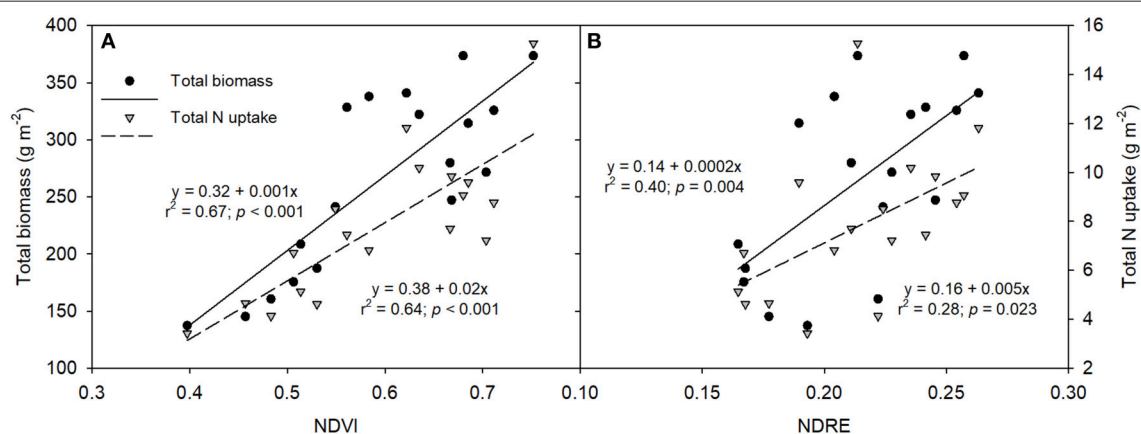 A
B
Total biomass
Total N uptake
y = 0.32 + 0.001x
r² = 0.67; p < 0.001
y = 0.38 + 0.02x
r² = 0.64; p < 0.001
y = 0.14 + 0.0002x
r² = 0.40; p = 0.004
y = 0.16 + 0.005x
r² = 0.28; p = 0.023
Total biomass (g m⁻²)
400
350
300
250
200
150
100
Total N uptake (g m⁻²)
16
14
12
10
8
6
4
2
0.3 0.4 0.5 0.6 0.7 0.10 0.15 0.20 0.25 0.30
NDVI NDRE